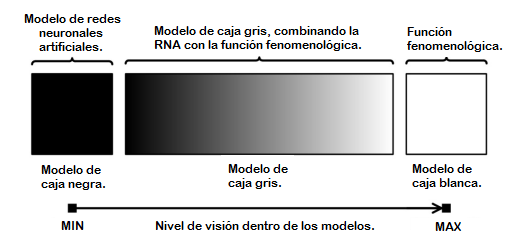 Modelo de redes
neuronales
artificiales.
Modelo de caja gris, combinando la
RNA con la función fenomenológica.
Función
fenomenológica.
Modelo de
caja negra.
Modelo de
caja gris.
Modelo de
caja blanca.
MIN
Nivel de visión dentro de los modelos.
MAX